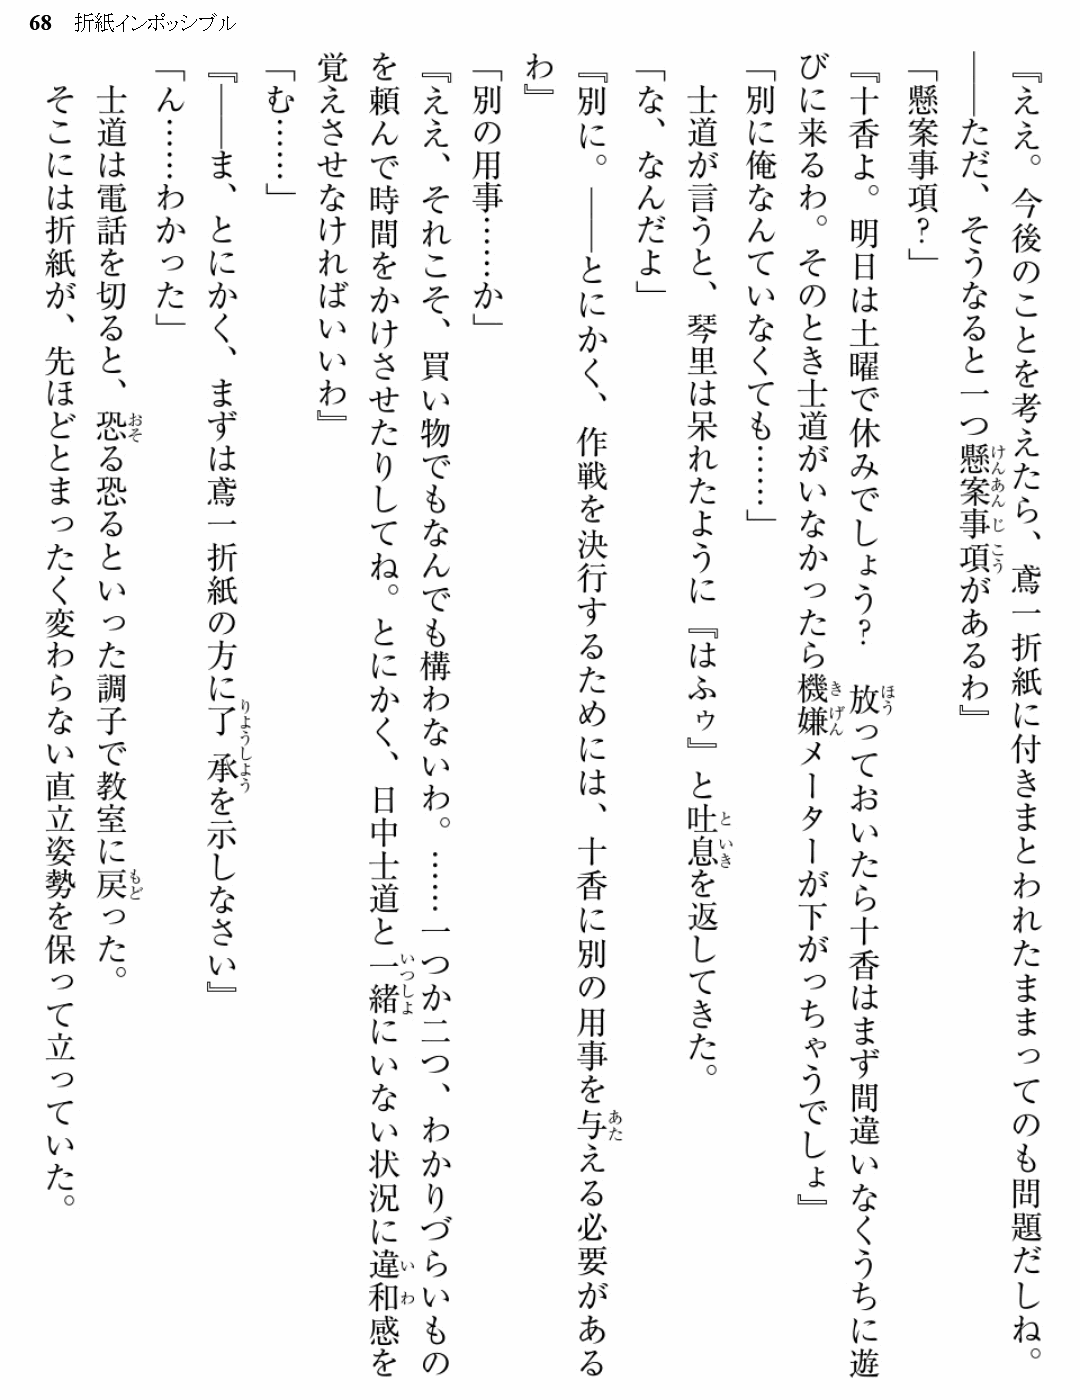 68 折紙インポッシブル
『ええ。今後のことを考えたら、鳶一折紙に付きまとわれたままってのも問題だしね。
――ただ、そうなると一つ懸案事項があるわ』
「懸案事項？」
『十香よ。明日は土曜で休みでしょう？　放っておいたら十香はまず間違いなくうちに遊
びに来るわ。そのとき士道がいなかったら機嫌メーターが下がっちゃうでしょ』
「別に俺なんていなくても……」
　士道が言うと、琴里は呆れたように『はふゥ』と吐息を返してきた。
「な、なんだよ」
『別に。――とにかく、作戦を決行するためには、十香に別の用事を与える必要がある
わ』
「別の用事……か」
『ええ、それこそ、買い物でもなんでも構わないわ。……一つか二つ、わかりづらいもの
を頼んで時間をかけさせたりしてね。とにかく、日中士道と一緒にいない状況に違和感を
覚えさせなければいいわ』
「む……」
『――ま、とにかく、まずは鳶一折紙の方に了承を示しなさい』
「ん……わかった」
　士道は電話を切ると、恐る恐るといった調子で教室に戻った。
　そこには折紙が、先ほどとまったく変わらない直立姿勢を保って立っていた。